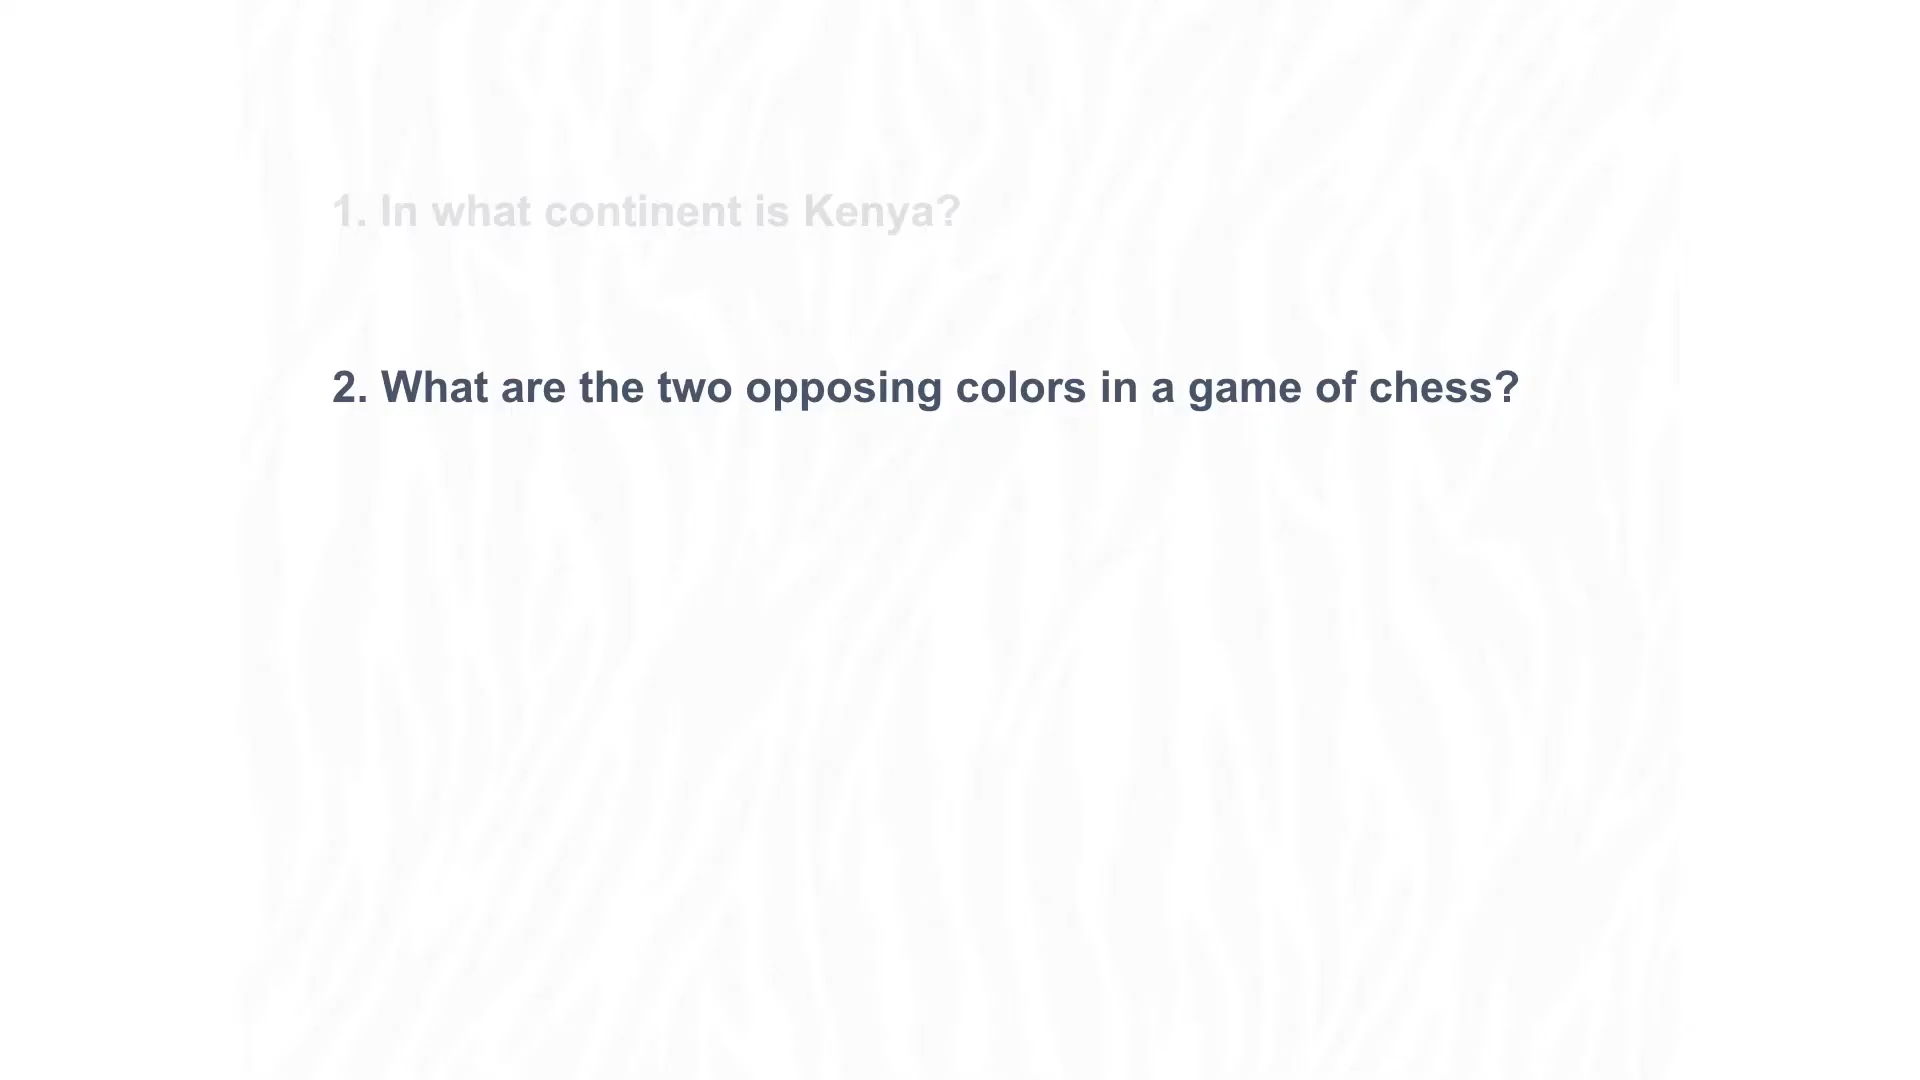 1. In what continent is Kenya?
2. What are the two opposing colors in a game of chess?